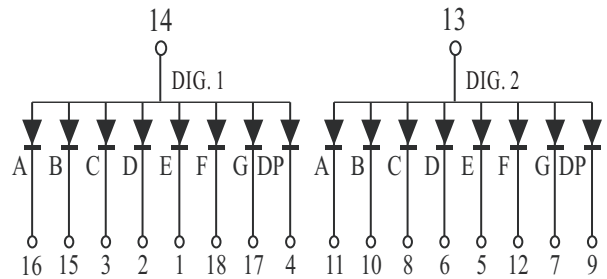 14 13
DIG. 1 DIG. 2
A B C D E F G DP A B C D E F G DP
16 15 3 2 1 18 17 4 11 10 8 6 5 12 7 9